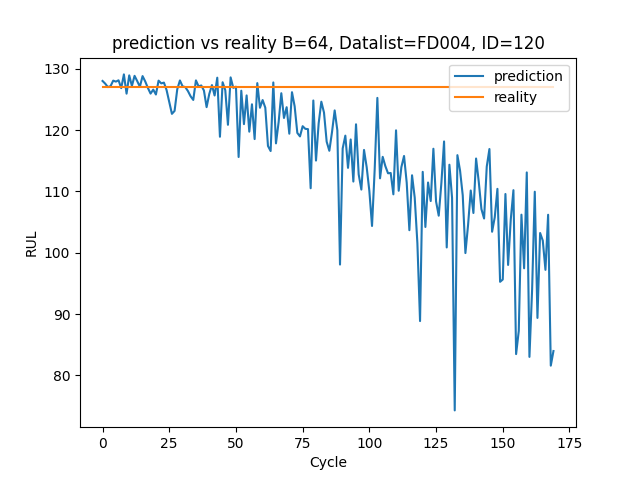 prediction vs reality B=64, Datalist=FD004, ID=120
prediction
reality
RUL
130
120
110
100
90
80
0 25 50 75 100 125 150 175
Cycle